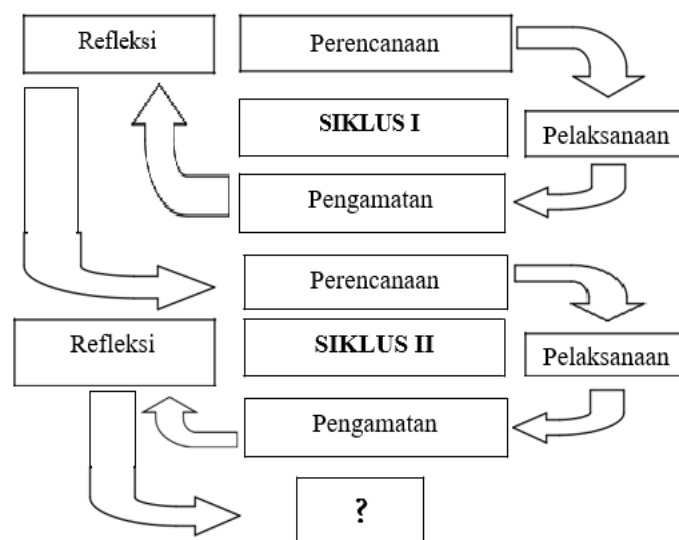 Refleksi
Perencanaan
SIKLUS I
Pelaksanaan
Pengamatan
Perencanaan
Refleksi
SIKLUS II
Pelaksanaan
Pengamatan
?